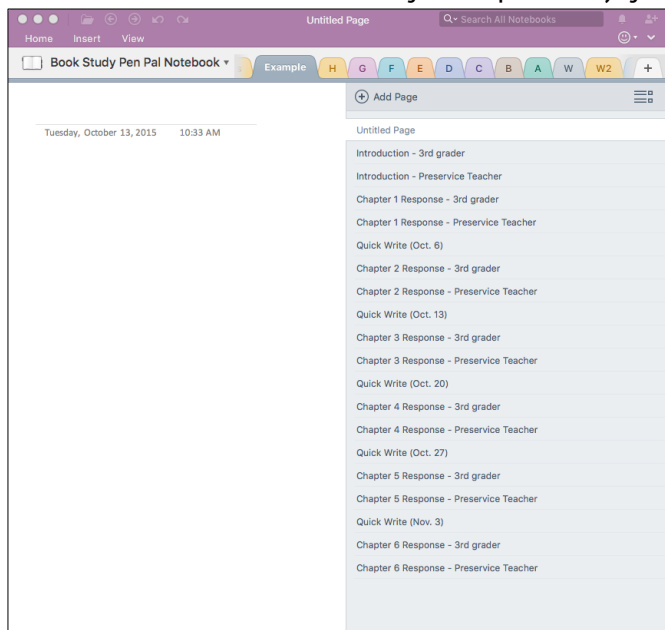 Untitled Page
Search All Notebooks
Home Insert View
Book Study Pen Pal Notebook
Example H G F E D C B A W W2 +
Add Page
Tuesday, October 13, 2015 10:33 AM
Untitled Page
Introduction - 3rd grader
Introduction - Preservice Teacher
Chapter 1 Response - 3rd grader
Chapter 1 Response - Preservice Teacher
Quick Write (Oct. 6)
Chapter 2 Response - 3rd grader
Chapter 2 Response - Preservice Teacher
Quick Write (Oct. 13)
Chapter 3 Response - 3rd grader
Chapter 3 Response - Preservice Teacher
Quick Write (Oct. 20)
Chapter 4 Response - 3rd grader
Chapter 4 Response - Preservice Teacher
Quick Write (Oct. 27)
Chapter 5 Response - 3rd grader
Chapter 5 Response - Preservice Teacher
Quick Write (Nov. 3)
Chapter 6 Response - 3rd grader
Chapter 6 Response - Preservice Teacher